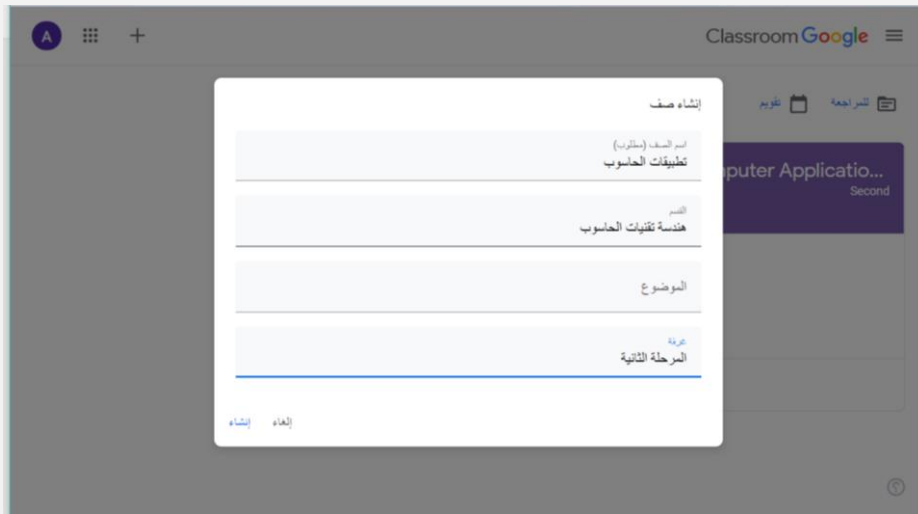 Classroom Google
A
للمراجعة
تقويم
...puter Applicatio
Second
إنشاء صف
اسم الصف (مطلوب)
تطبيقات الحاسوب
القسم
هندسة تقنيات الحاسوب
الموضوع
غرفة
المرحلة الثانية
إلغاء إنشاء